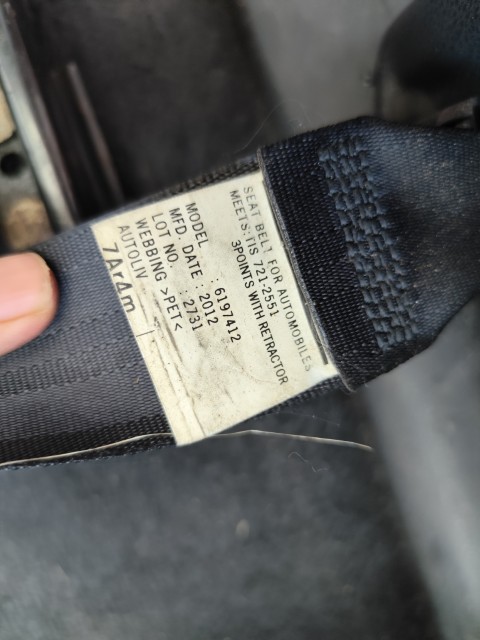 SEAT BELT FOR AUTOMOBILES
MEETS:TIS 721-2551
3POINTS WITH RETRACTOR
MODEL : 6197412
MFD. DATE : 2012
LOT NO. : 2731
WEBBING >PET<
AUTOLIV
7Ar4m